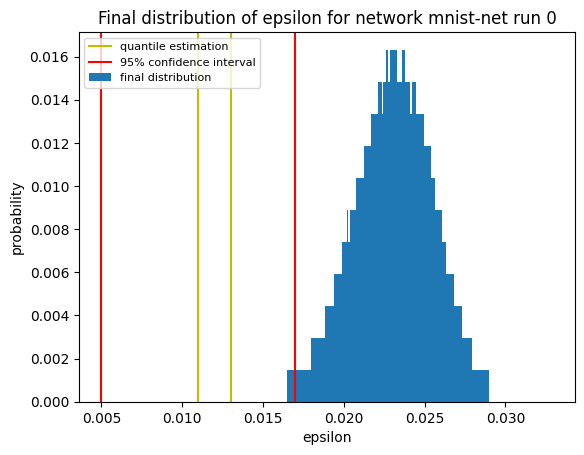 Final distribution of epsilon for network mnist-net run 0
quantile estimation
95% confidence interval
final distribution
0.016
0.014
0.012
0.010
0.008
0.006
0.004
0.002
0.000
probability
0.005 0.010 0.015 0.020 0.025 0.030
epsilon